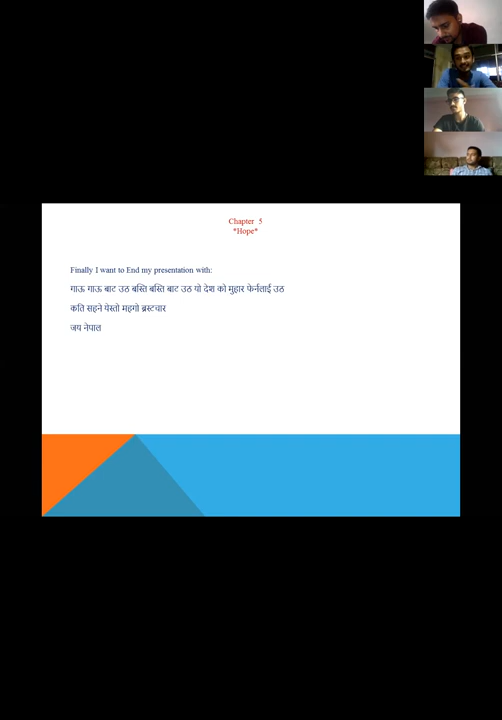 Chapter 5
*Hope*
Finally I want to End my presentation with:
गाऊ गाऊ बाट उठ बस्ति बस्ति बाट उठ यो देश को मुहार फेर्नलाई उठ
कति सहने येस्तो महगो ब्रस्टचार
जय नेपाल